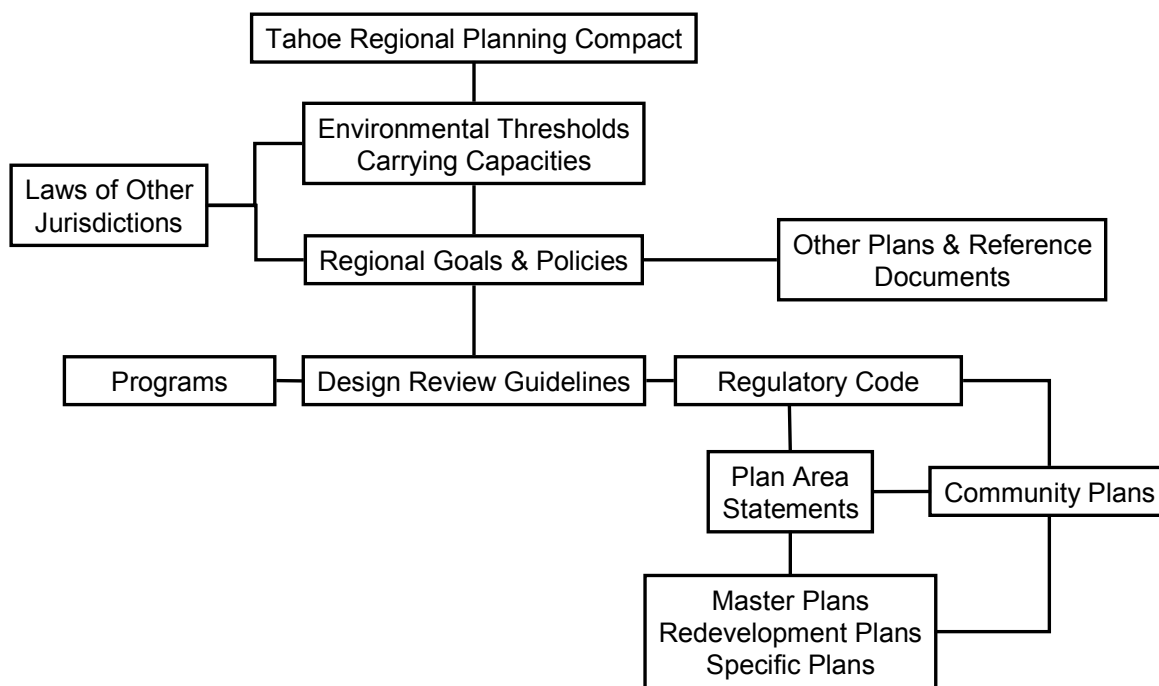 Tahoe Regional Planning Compact
Environmental Thresholds
Carrying Capacities
Laws of Other
Jurisdictions
Regional Goals & Policies
Other Plans & Reference
Documents
Programs
Design Review Guidelines
Regulatory Code
Plan Area
Statements
Community Plans
Master Plans
Redevelopment Plans
Specific Plans